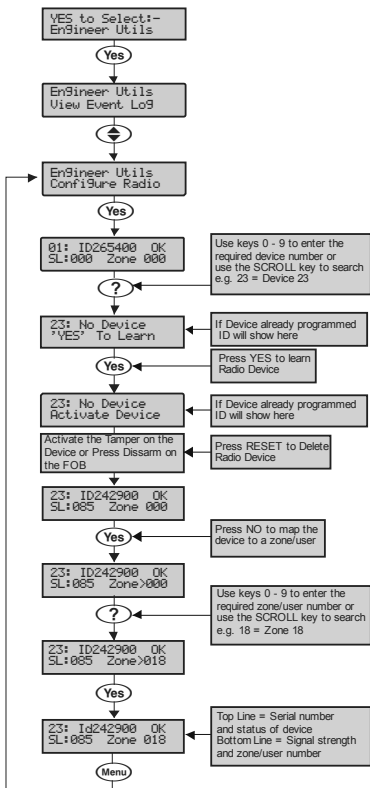 YES to Select:-
Engineer Utils
Yes
Engineer Utils
View Event Log
Engineer Utils
Configure Radio
Yes
01: ID265400 OK
SL:000 Zone 000
Use keys 0 - 9 to enter the
required device number or
use the SCROLL key to search
e.g. 23 = Device 23
?
23: No Device
'YES' To Learn
If Device already programmed
ID will show here
Yes
Press YES to learn
Radio Device
23: No Device
Activate Device
If Device already programmed
ID will show here
Activate the Tamper on the
Device or Press Dissarm on
the FOB
Press RESET to Delete
Radio Device
23: ID242900 OK
SL:085 Zone 000
Yes
Press NO to map the
device to a zone/user
23: ID242900 OK
SL:085 Zone>000
?
Use keys 0 - 9 to enter the
required zone/user number or
use the SCROLL key to search
e.g. 18 = Zone 18
23: ID242900 OK
SL:085 Zone>018
Yes
23: Id242900 OK
SL:085 Zone 018
Top Line = Serial number
and status of device
Bottom Line = Signal strength
and zone/user number
Menu